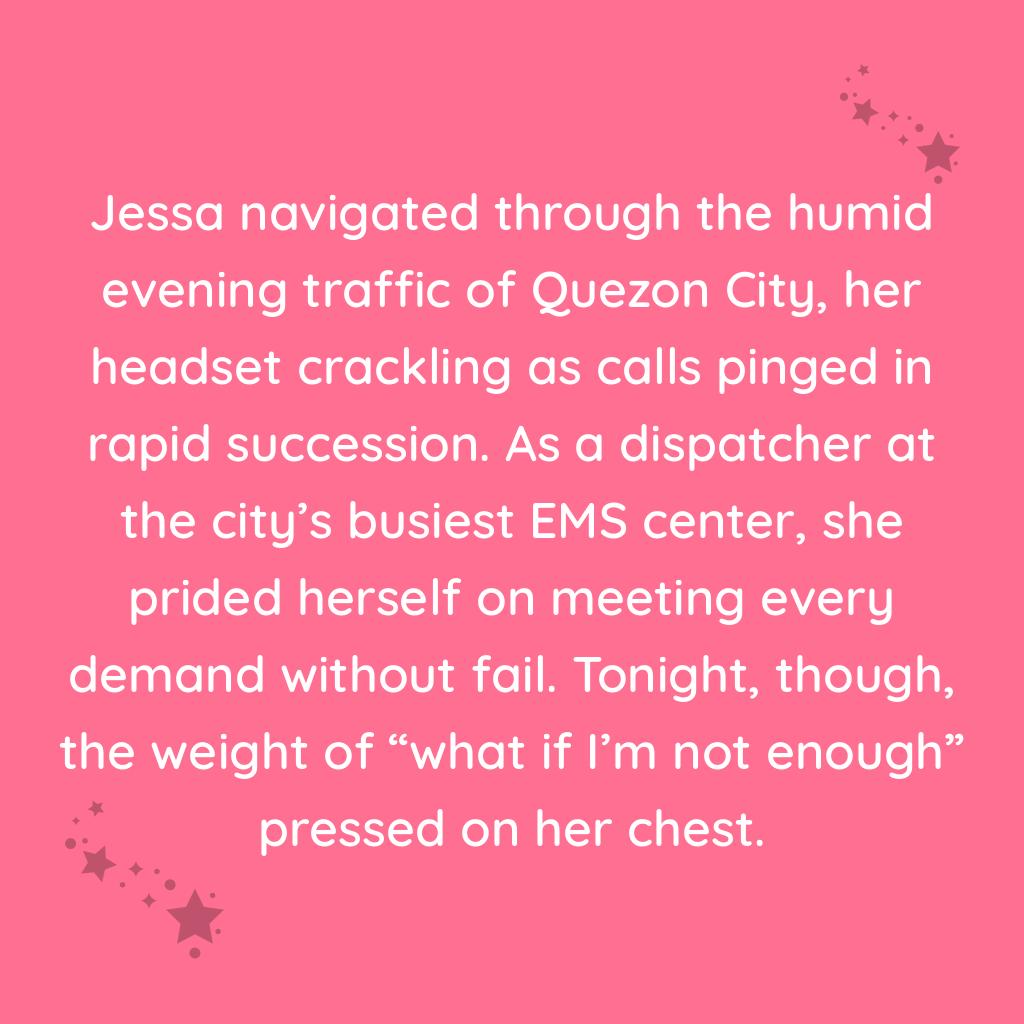 Jessa navigated through the humid
evening traffic of Quezon City, her
headset crackling as calls pinged in
rapid succession. As a dispatcher at
the city’s busiest EMS center, she
prided herself on meeting every
demand without fail. Tonight, though,
the weight of “what if I’m not enough”
pressed on her chest.